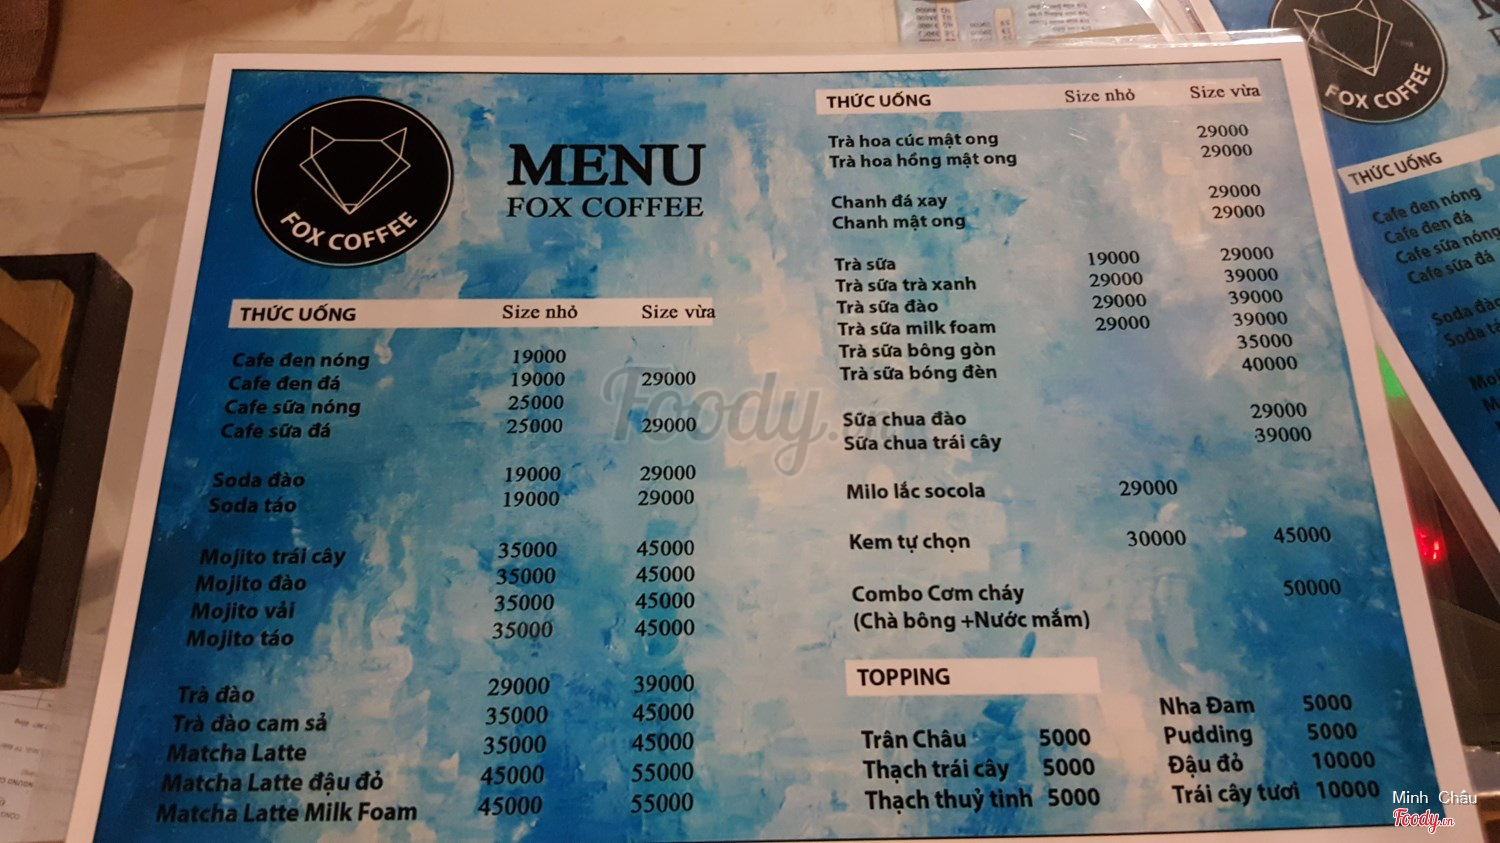 FOX COFFEE
MENU
FOX COFFEE
THỨC UỐNG Size nhỏ Size vừa
Cafe đen nóng 19000
Cafe đen đá 19000 29000
Cafe sữa nóng 25000
Cafe sữa đá 25000 29000
Soda đào 19000 29000
Soda táo 19000 29000
Mojito trái cây 35000 45000
Mojito đào 35000 45000
Mojito vải 35000 45000
Mojito táo 35000 45000
Trà đào 29000 39000
Trà đào cam sả 35000 45000
Matcha Latte 35000 45000
Matcha Latte đậu đỏ 45000 55000
Matcha Latte Milk Foam 45000 55000
THỨC UỐNG Size nhỏ Size vừa
Trà hoa cúc mật ong 29000
Trà hoa hồng mật ong 29000
Chanh đá xay 29000
Chanh mật ong 29000
Trà sữa 19000 29000
Trà sữa trà xanh 29000 39000
Trà sữa đào 29000 39000
Trà sữa milk foam 29000 39000
Trà sữa bông gòn 35000
Trà sữa bóng đèn 40000
Sữa chua đào 29000
Sữa chua trái cây 39000
Milo lắc socola 29000
Kem tự chọn 30000 45000
Combo Cơm cháy 50000
(Chà bông +Nước mắm)
TOPPING
Trân Châu 5000
Thạch trái cây 5000
Thạch thuỷ tinh 5000
Nha Đam 5000
Pudding 5000
Đậu đỏ 10000
Trái cây tươi 10000
FOX COFFEE
THỨC UỐNG
Cafe đen nóng
Cafe đen đá
Cafe sữa nóng
Cafe sữa đá
Soda đào
Foody.vn
Minh Châu
Foody.vn